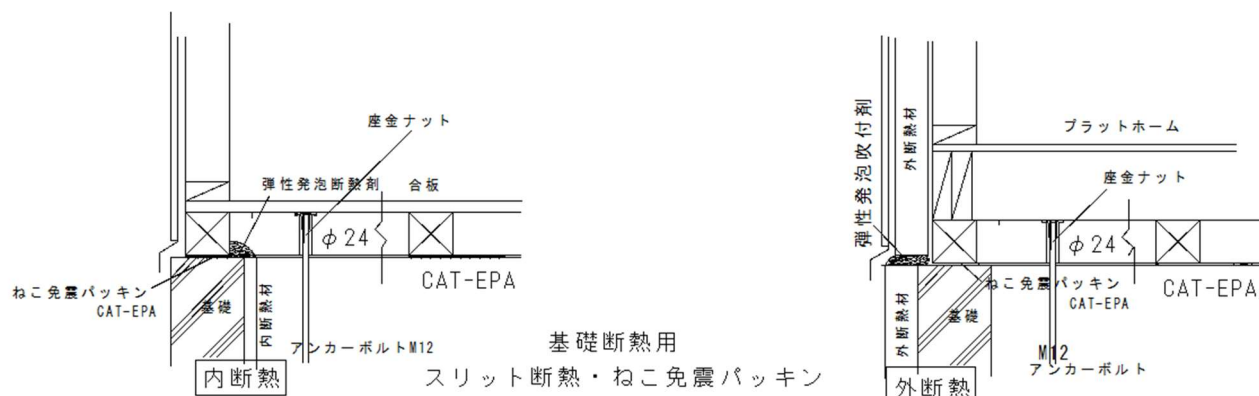 座金ナット
弾性発泡断熱剤
合板
φ24
CAT-EPA
ねこ免震パッキン
CAT-EPA
基礎
内断熱材
アンカーボルトM12
内断熱
基礎断熱用
スリット断熱・ねこ免震パッキン
弾性発泡吹付剤
外断熱材
プラットホーム
座金ナット
φ24
ねこ免震パッキン
CAT-EPA
CAT-EPA
外断熱材
基礎
M12
アンカーボルト
外断熱